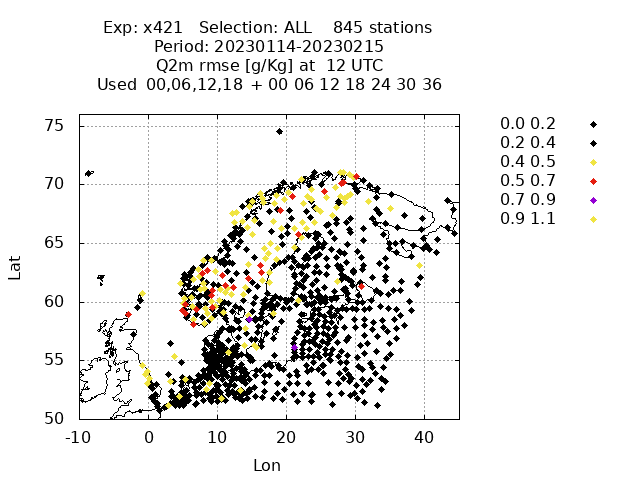 Exp: x421 Selection: ALL 845 stations
Period: 20230114-20230215
Q2m rmse [g/Kg] at 12 UTC
Used 00,06,12,18 + 00 06 12 18 24 30 36
0.0 0.2
0.2 0.4
0.4 0.5
0.5 0.7
0.7 0.9
0.9 1.1
75
70
65
60
55
50
Lat
-10 0 10 20 30 40
Lon